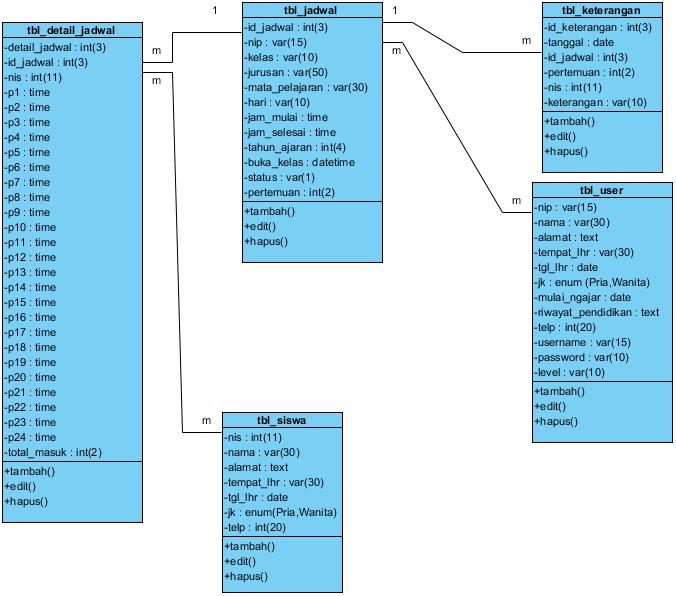 tbl_detail_jadwal
-detail_jadwal : int(3)
-id_jadwal : int(3)
-nis : int(11)
-p1 : time
-p2 : time
-p3 : time
-p4 : time
-p5 : time
-p6 : time
-p7 : time
-p8 : time
-p9 : time
-p10 : time
-p11 : time
-p12 : time
-p13 : time
-p14 : time
-p15 : time
-p16 : time
-p17 : time
-p18 : time
-p19 : time
-p20 : time
-p21 : time
-p22 : time
-p23 : time
-p24 : time
-total_masuk : int(2)
+tambah()
+edit()
+hapus()
m
m
1
tbl_jadwal
-id_jadwal : int(3)
-nip : var(15)
-kelas : var(10)
-jurusan : var(50)
-mata_pelajaran : var(30)
-hari : var(10)
-jam_mulai : time
-jam_selesai : time
-tahun_ajaran : int(4)
-buka_kelas : datetime
-status : var(1)
-pertemuan : int(2)
+tambah()
+edit()
+hapus()
1
m
m
tbl_keterangan
-id_keterangan : int(3)
-tanggal : date
-id_jadwal : int(3)
-pertemuan : int(2)
-nis : int(11)
-keterangan : var(10)
+tambah()
+edit()
+hapus()
m
tbl_user
-nip : var(15)
-nama : var(30)
-alamat : text
-tempat_lhr : var(30)
-tgl_lhr : date
-jk : enum (Pria,Wanita)
-mulai_ngajar : date
-riwayat_pendidikan : text
-telp : int(20)
-username : var(15)
-password : var(10)
-level : var(10)
+tambah()
+edit()
+hapus()
m
tbl_siswa
-nis : int(11)
-nama : var(30)
-alamat : text
-tempat_lhr : var(30)
-tgl_lhr : date
-jk : enum(Pria,Wanita)
-telp : int(20)
+tambah()
+edit()
+hapus()